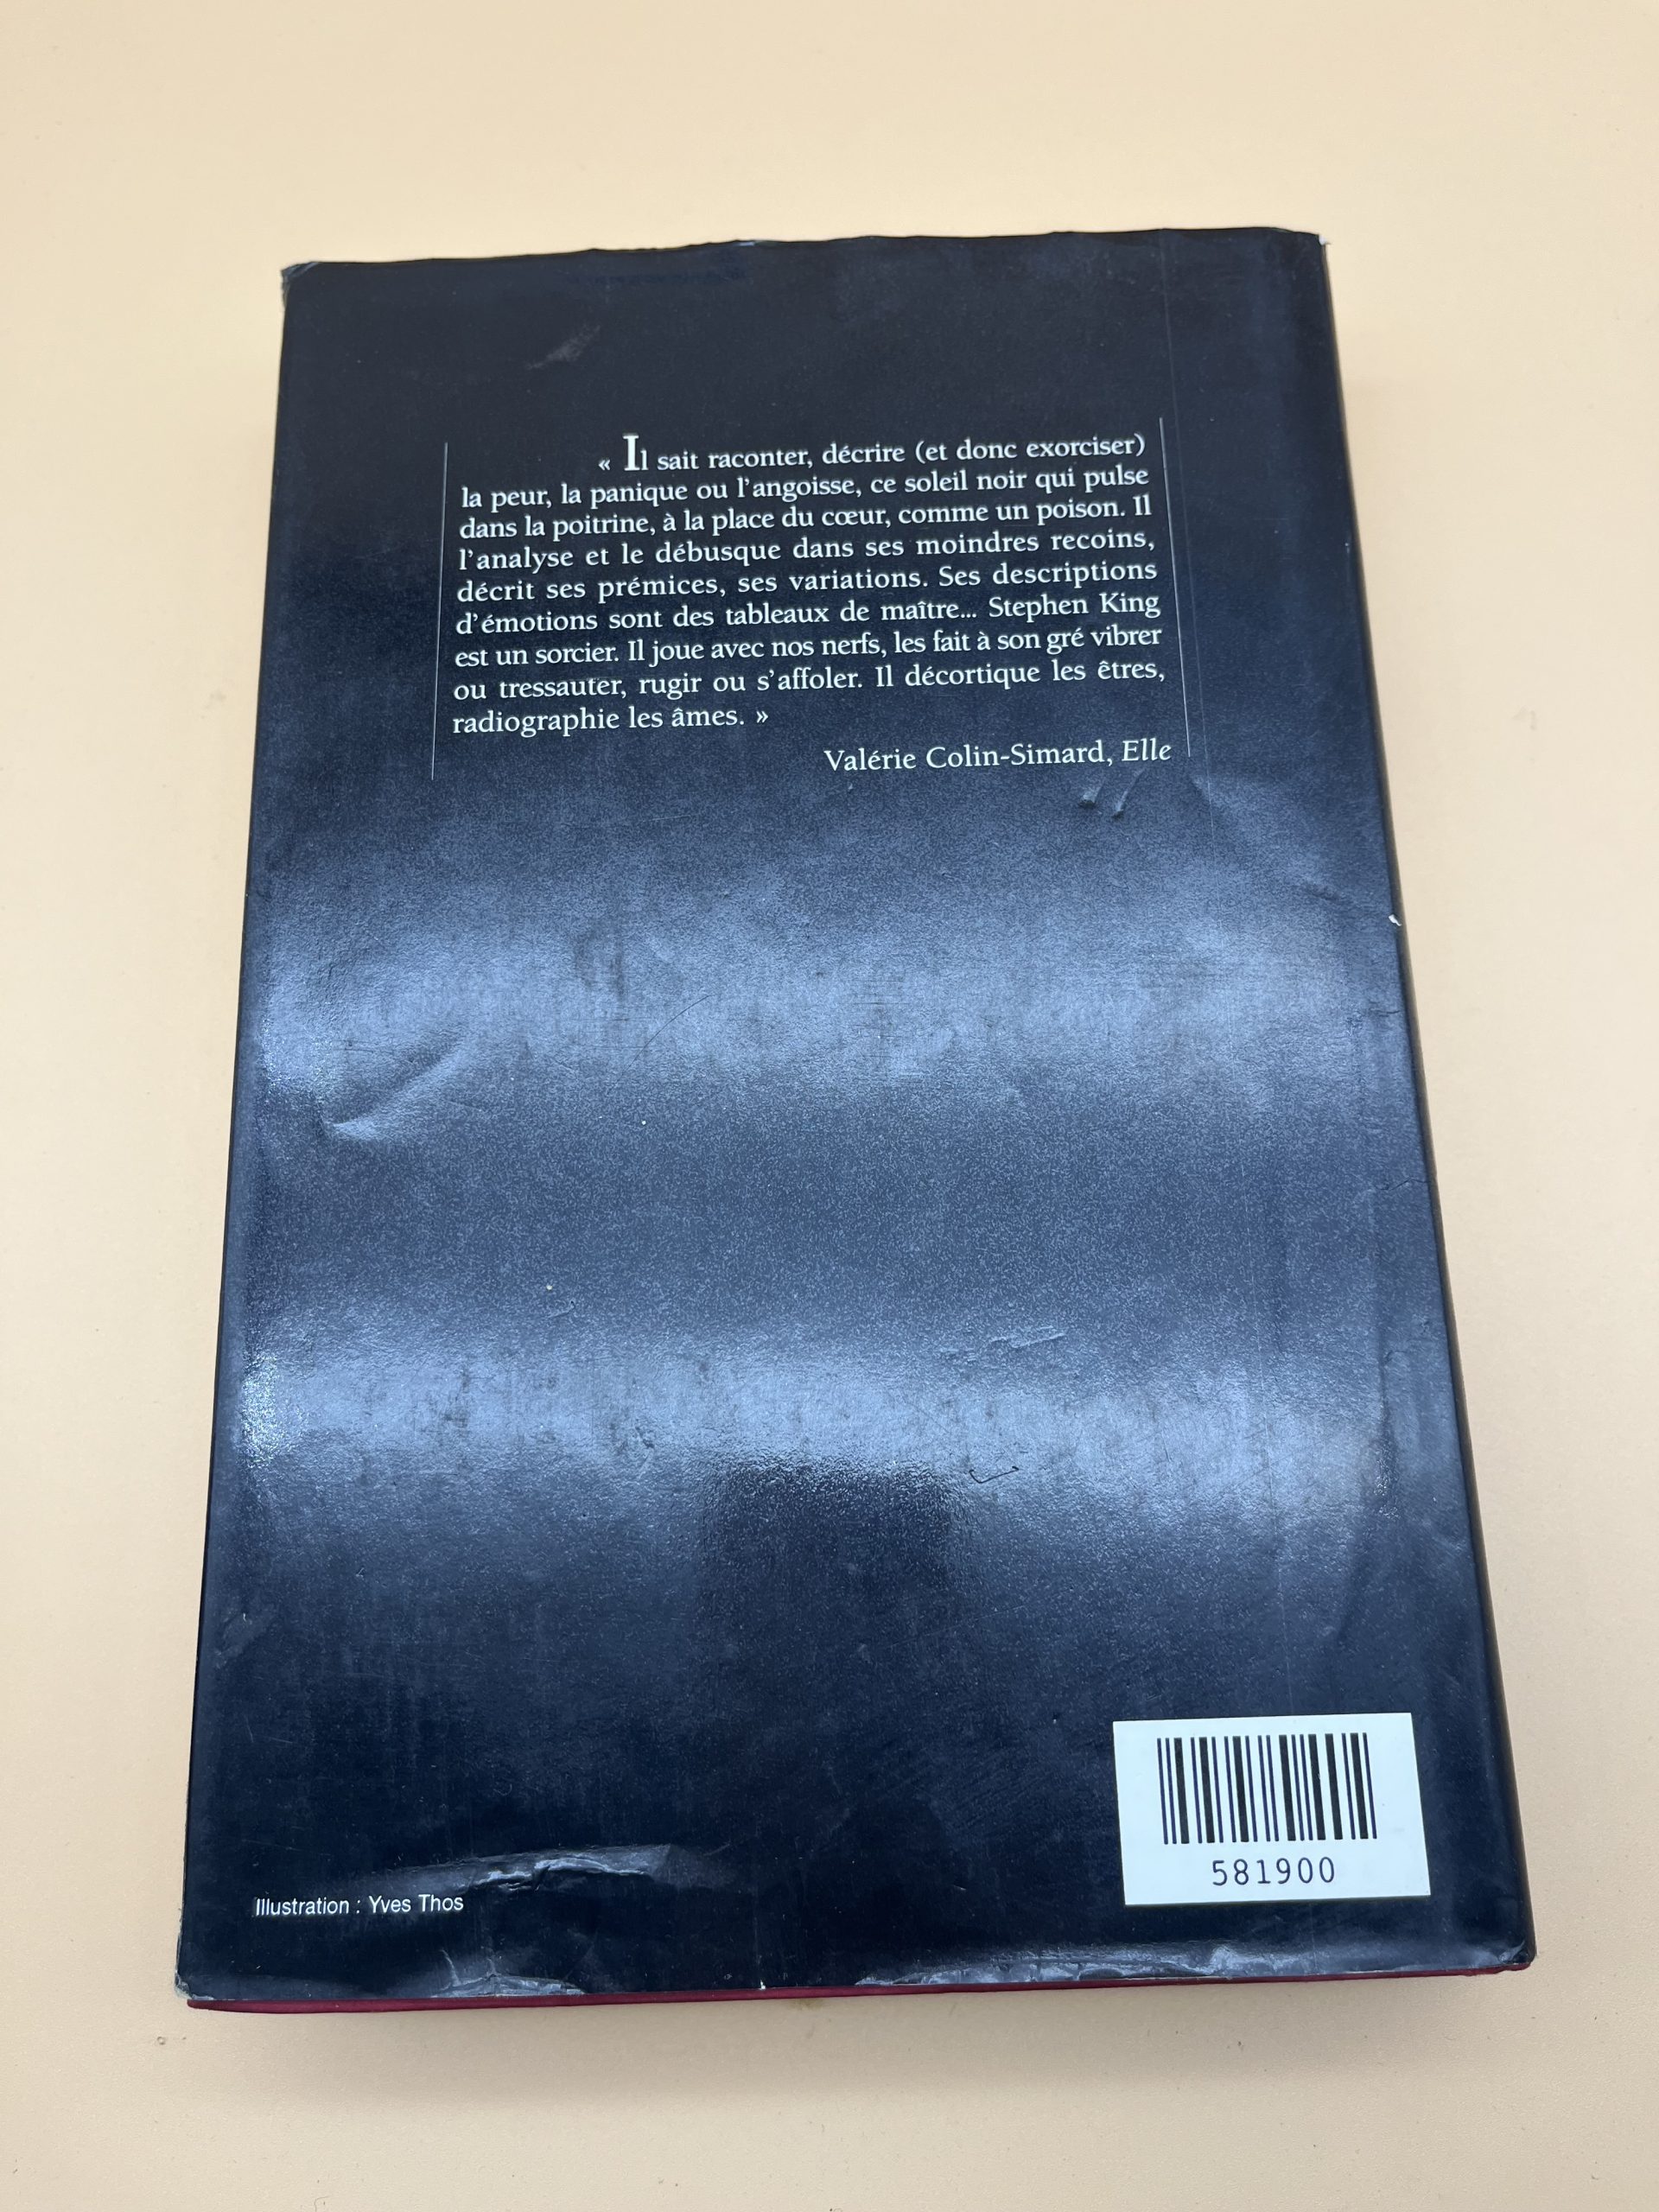 « Il sait raconter, décrire (et donc exorciser)
la peur, la panique ou l’angoisse, ce soleil noir qui pulse
dans la poitrine, à la place du cœur, comme un poison. Il
l’analyse et le débusque dans ses moindres recoins,
décrit ses prémices, ses variations. Ses descriptions
d’émotions sont des tableaux de maître... Stephen King
est un sorcier. Il joue avec nos nerfs, les fait à son gré vibrer
ou tressauter, rugir ou s’affoler. Il décortique les êtres,
radiographie les âmes. »
Valérie Colin-Simard, Elle
Illustration : Yves Thos
581900